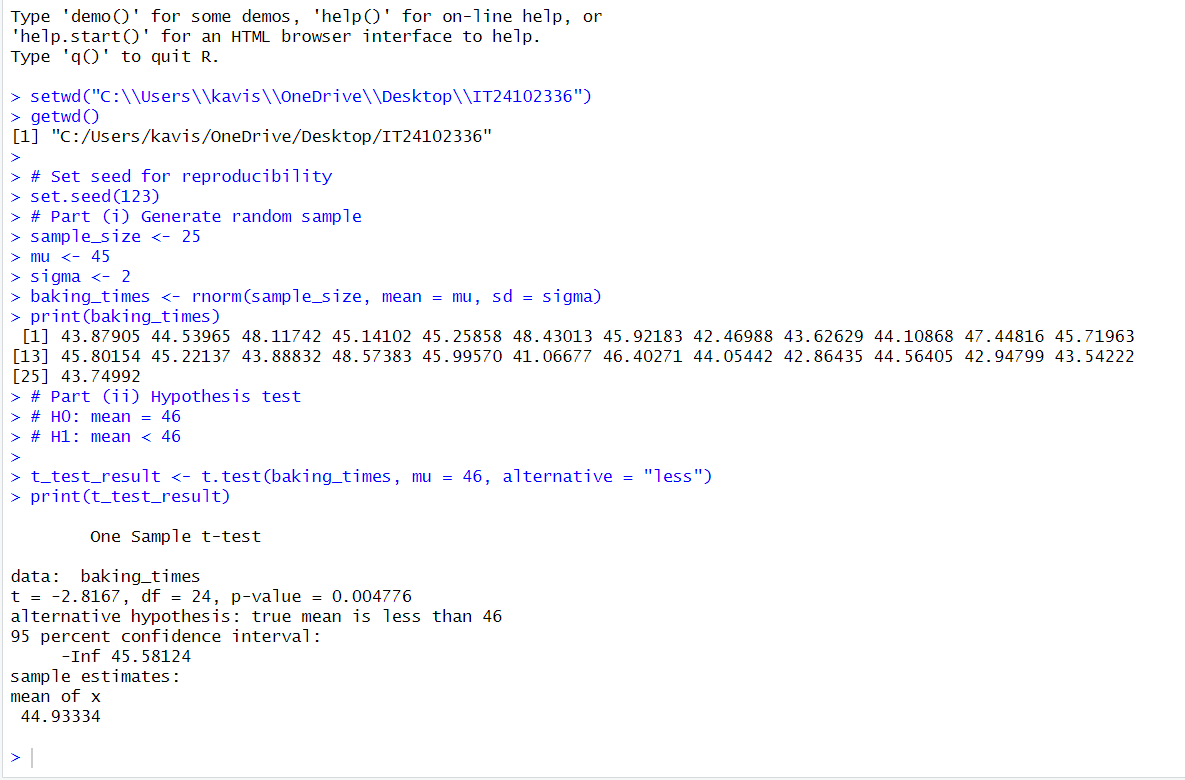 Type 'demo()' for some demos, 'help()' for on-line help, or
'help.start()' for an HTML browser interface to help.
Type 'q()' to quit R.
> setwd("C:\\Users\\kavis\\OneDrive\\Desktop\\IT24102336")
> getwd()
[1] "C:/Users/kavis/OneDrive/Desktop/IT24102336"
>
> # Set seed for reproducibility
> set.seed(123)
> # Part (i) Generate random sample
> sample_size <- 25
> mu <- 45
> sigma <- 2
> baking_times <- rnorm(sample_size, mean = mu, sd = sigma)
> print(baking_times)
 [1] 43.87905 44.53965 48.11742 45.14102 45.25858 48.43013 45.92183 42.46988 43.62629 44.10868 47.44816 45.71963
[13] 45.80154 45.22137 43.88832 48.57383 45.99570 41.06677 46.40271 44.05442 42.86435 44.56405 42.94799 43.54222
[25] 43.74992
> # Part (ii) Hypothesis test
> # H0: mean = 46
> # H1: mean < 46
>
> t_test_result <- t.test(baking_times, mu = 46, alternative = "less")
> print(t_test_result)
        One Sample t-test
data:  baking_times
t = -2.8167, df = 24, p-value = 0.004776
alternative hypothesis: true mean is less than 46
95 percent confidence interval:
     -Inf 45.58124
sample estimates:
mean of x
 44.93334
>